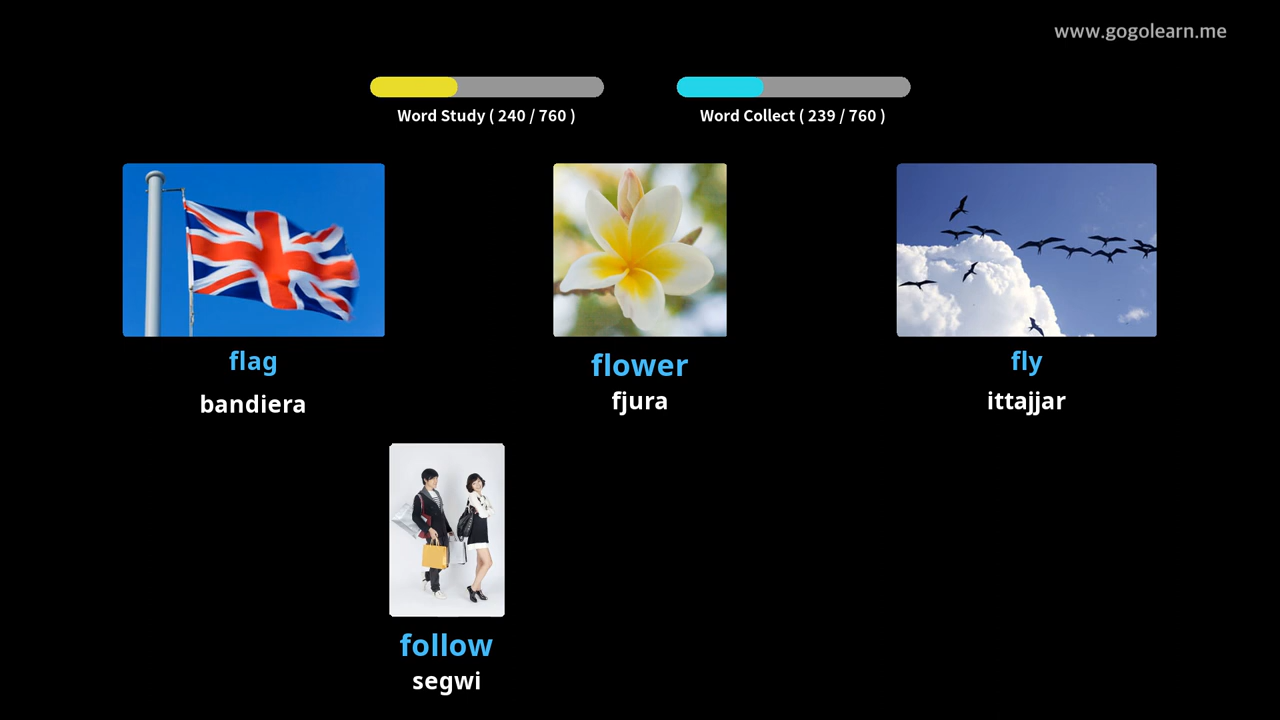 www.gogolearn.me
Word Study ( 240 / 760 )
Word Collect ( 239 / 760 )
flag
bandiera
flower
fjura
fly
ittajjar
follow
segwi